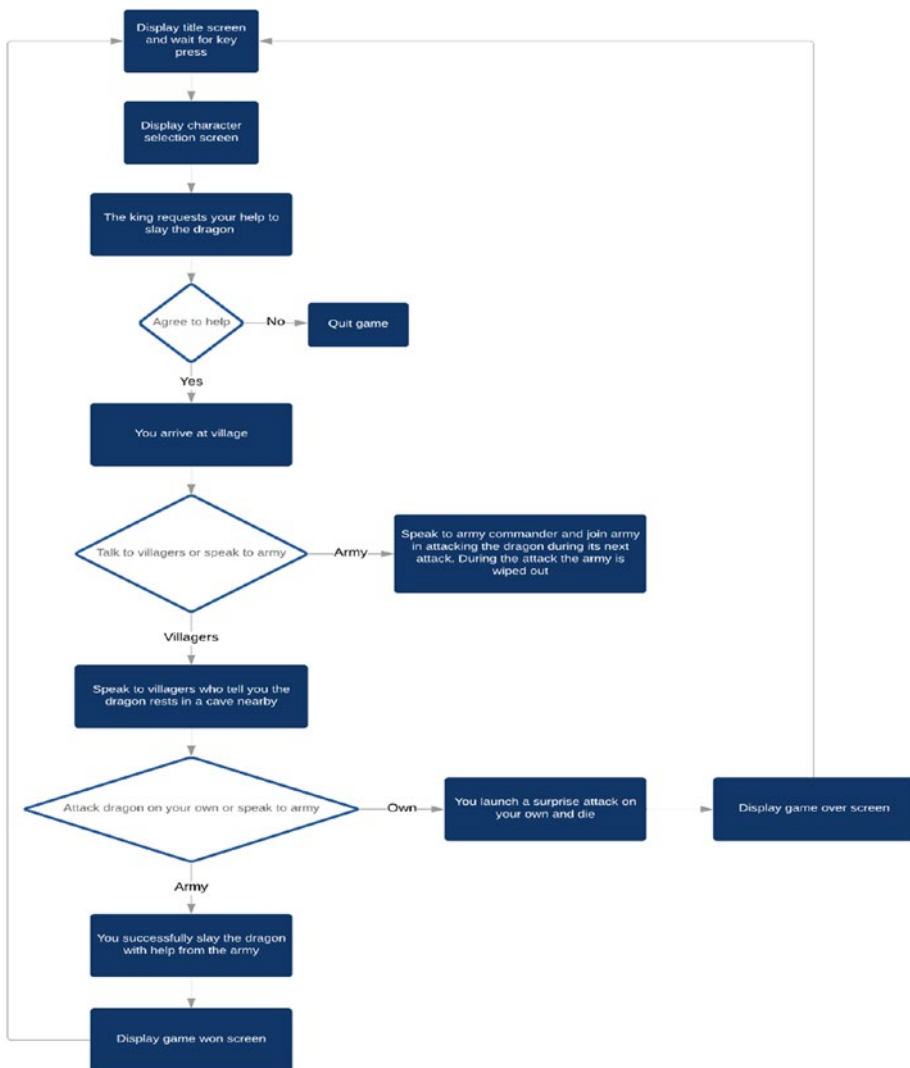 Display title screen
and wait for key
press
Display character
selection screen
The king requests your help to
slay the dragon
Agree to help
No
Quit game
Yes
You arrive at village
Talk to villagers or speak to army
Army
Speak to army commander and join army
in attacking the dragon during its next
attack. During the attack the army is
wiped out
Villagers
Speak to villagers who tell you the
dragon rests in a cave nearby
Attack dragon on your own or speak to army
Own
You launch a surprise attack on
your own and die
Display game over screen
Army
You successfully slay the dragon
with help from the army
Display game won screen